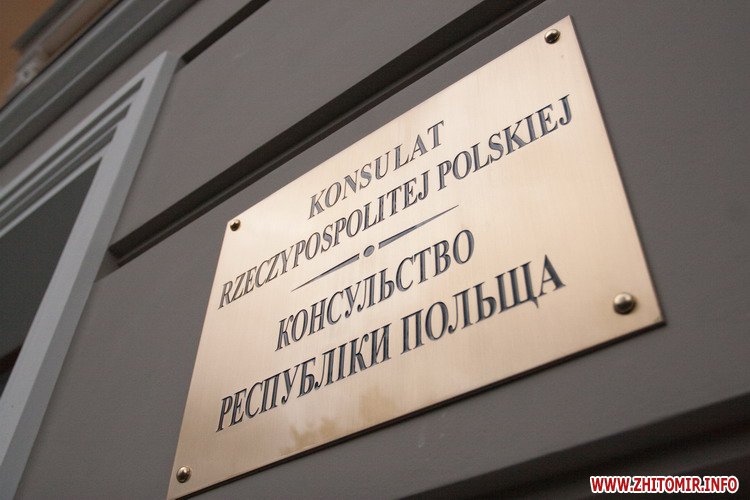 KONSULAT
RZECZYPOSPOLITEJ POLSKIEJ
КОНСУЛЬСТВО
РЕСПУБЛІКИ ПОЛЬЩА
WWW.ZHITOMIR.INFO